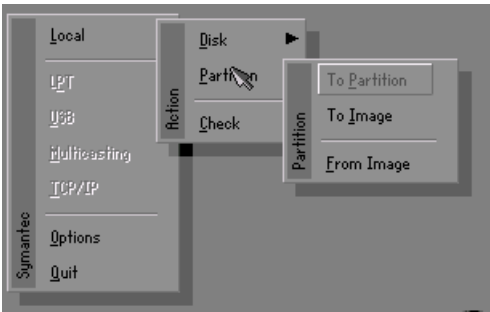 Local
LPT
USB
Multicasting
TCP/IP
Options
Quit
Symantec
Disk
Partition
Check
Action
To Partition
To Image
From Image
Partition